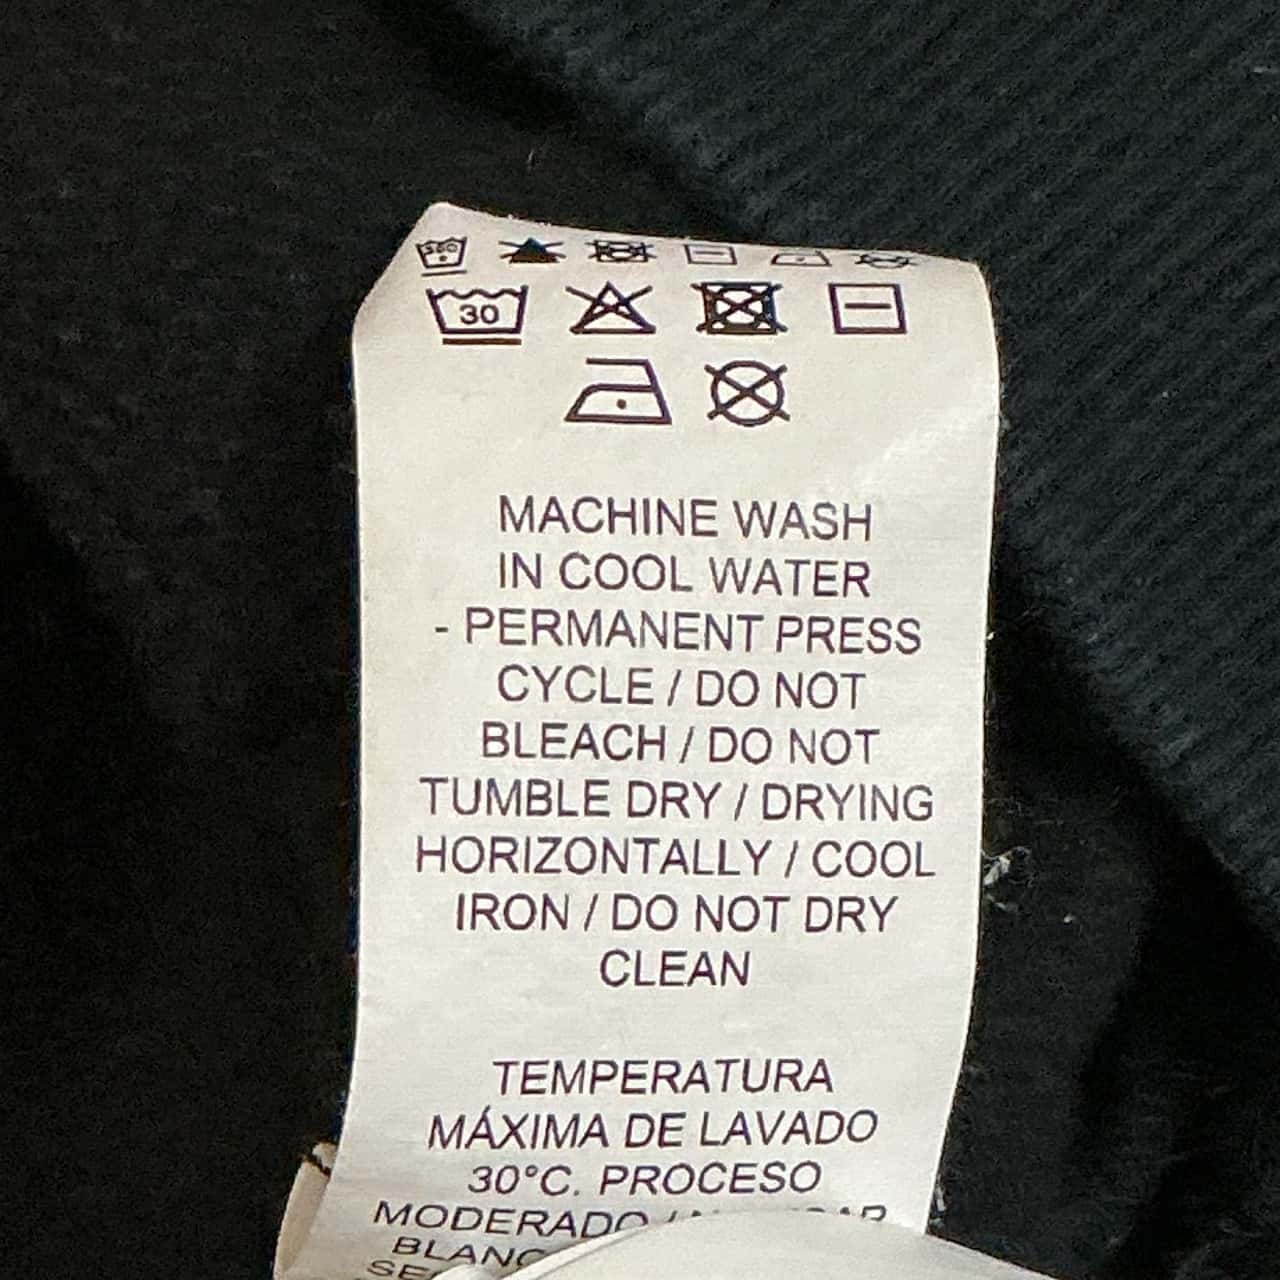 30
MACHINE WASH
IN COOL WATER
- PERMANENT PRESS
CYCLE / DO NOT
BLEACH / DO NOT
TUMBLE DRY / DRYING
HORIZONTALLY / COOL
IRON / DO NOT DRY
CLEAN
TEMPERATURA
MÁXIMA DE LAVADO
30°C. PROCESO
MODERADO /